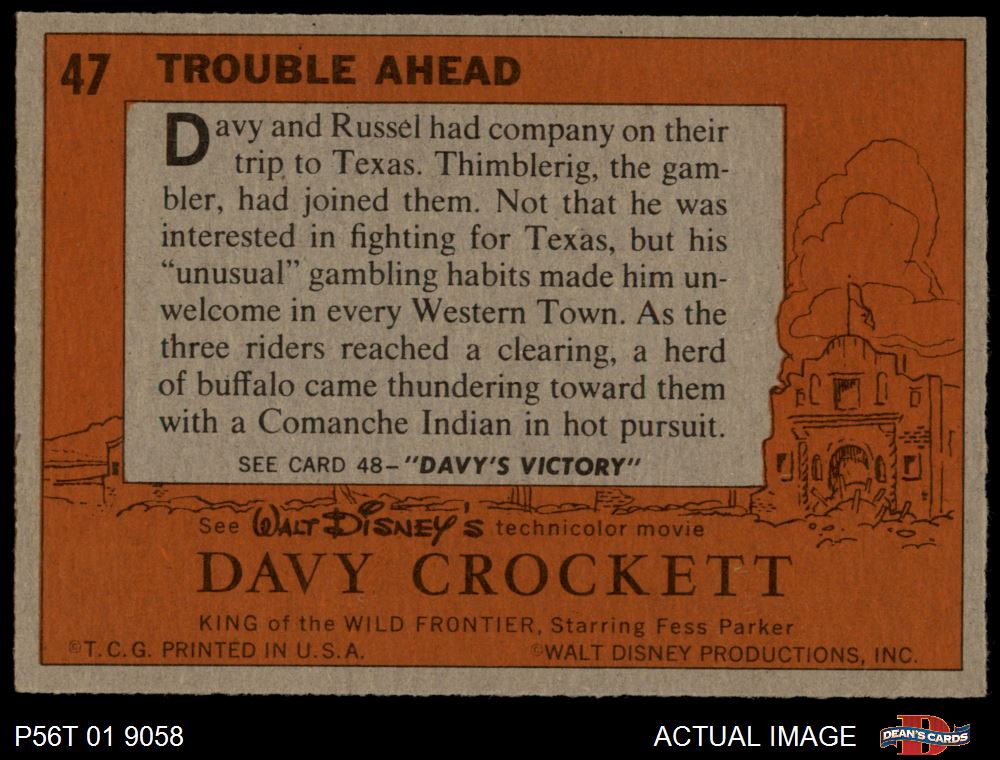 47 TROUBLE AHEAD
Davy and Russel had company on their
trip to Texas. Thimblerig, the gam-
bler, had joined them. Not that he was
interested in fighting for Texas, but his
“unusual” gambling habits made him un-
welcome in every Western Town. As the
three riders reached a clearing, a herd
of buffalo came thundering toward them
with a Comanche Indian in hot pursuit.
SEE CARD 48–"DAVY'S VICTORY"
See WALT DISNEY'S technicolor movie
DAVY CROCKETT
KING of the WILD FRONTIER, Starring Fess Parker
©T.C.G. PRINTED IN U.S.A. ©WALT DISNEY PRODUCTIONS, INC.
P56T 01 9058 ACTUAL IMAGE DEAN'S CARDS